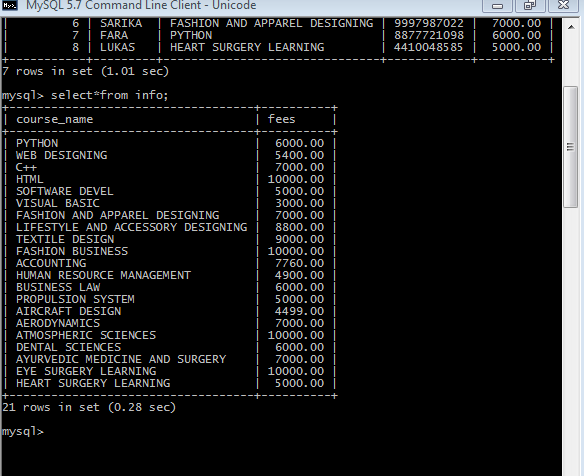 MySQL 5.7 Command Line Client - Unicode
| 6 | SARIKA | FASHION AND APPAREL DESIGNING | 9997987022 | 7000.00 |
| 7 | FARA | PYTHON | 8877721098 | 6000.00 |
| 8 | LUKAS | HEART SURGERY LEARNING | 4410048585 | 5000.00 |
7 rows in set (1.01 sec)
mysql> select*from info;
| course_name | fees |
| PYTHON | 6000.00 |
| WEB DESIGNING | 5400.00 |
| C++ | 7000.00 |
| HTML | 10000.00 |
| SOFTWARE DEVEL | 5000.00 |
| VISUAL BASIC | 3000.00 |
| FASHION AND APPAREL DESIGNING | 7000.00 |
| LIFESTYLE AND ACCESSORY DESIGNING | 8800.00 |
| TEXTILE DESIGN | 9000.00 |
| FASHION BUSINESS | 10000.00 |
| ACCOUNTING | 7760.00 |
| HUMAN RESOURCE MANAGEMENT | 4900.00 |
| BUSINESS LAW | 6000.00 |
| PROPULSION SYSTEM | 5000.00 |
| AIRCRAFT DESIGN | 4499.00 |
| AERODYNAMICS | 7000.00 |
| ATMOSPHERIC SCIENCES | 10000.00 |
| DENTAL SCIENCES | 6000.00 |
| AYURVEDIC MEDICINE AND SURGERY | 7000.00 |
| EYE SURGERY LEARNING | 10000.00 |
| HEART SURGERY LEARNING | 5000.00 |
21 rows in set (0.28 sec)
mysql>